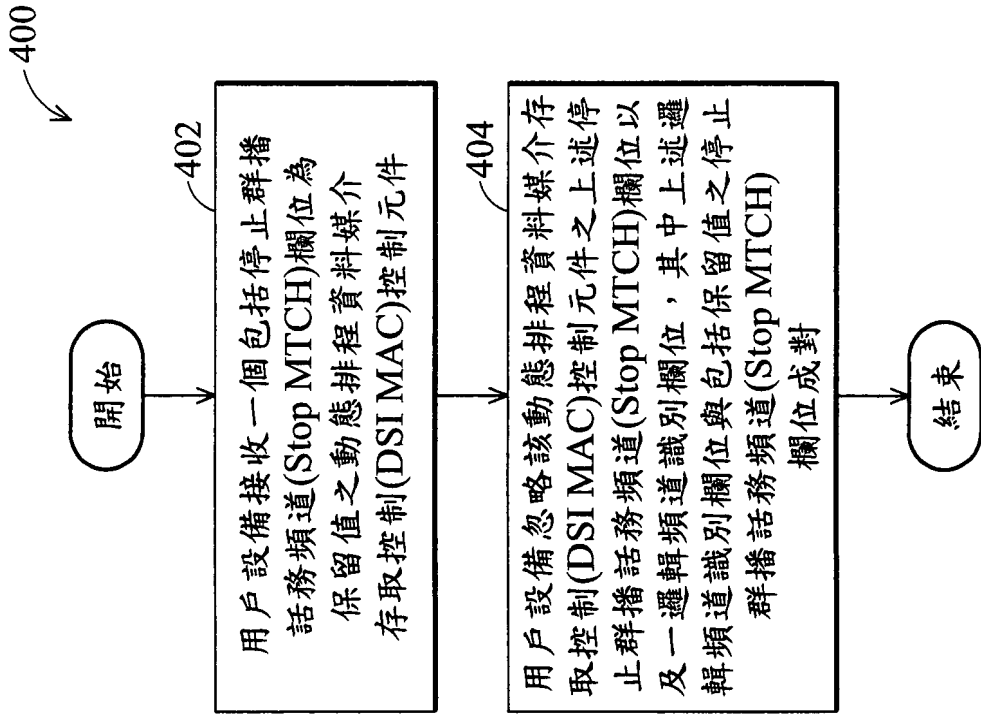 400
開始
402
用戶設備接收一個包括停止群播
話務頻道(Stop MTCH)欄位為
保留值之動態排程資料媒介
存取控制(DSI MAC)控制元件
404
用戶設備忽略該動態排程資料媒介存
取控制(DSI MAC)控制元件之上述停
止群播話務頻道(Stop MTCH)欄位以
及一邏輯頻道識別欄位，其中上述邏
輯頻道識別欄位與包括保留值之停止
群播話務頻道(Stop MTCH)
欄位成對
結束